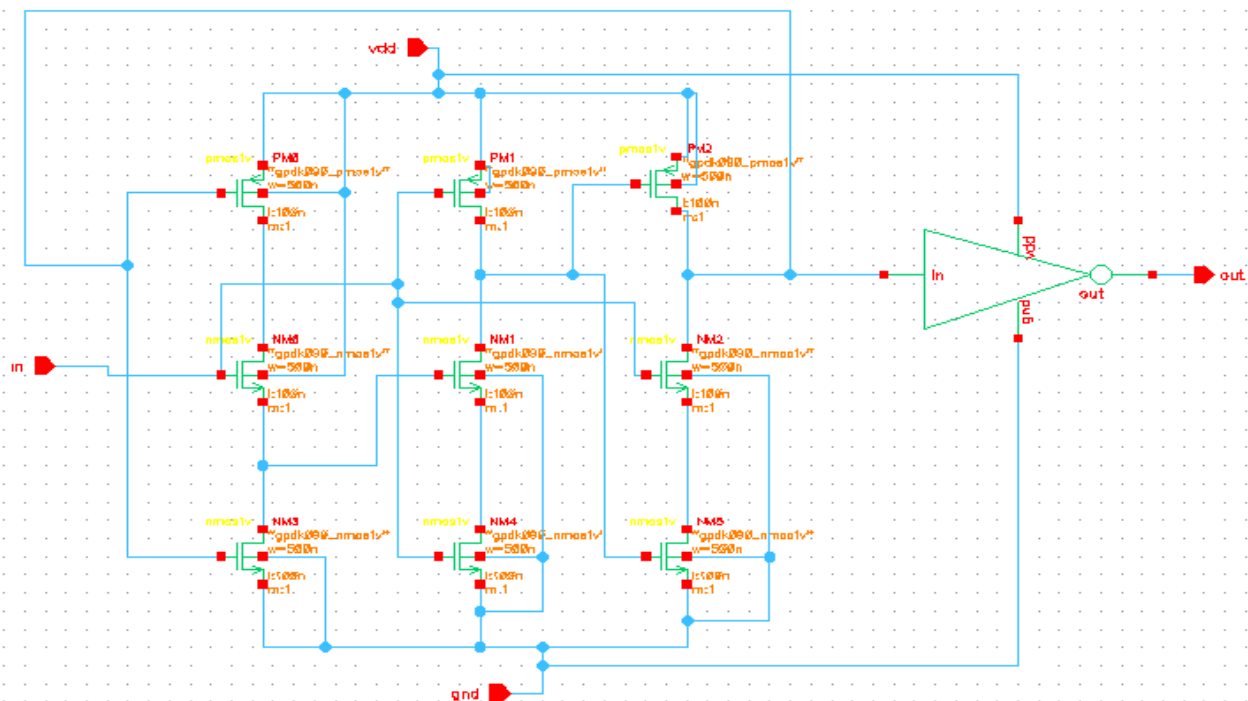 vdd
pmos1v PM0
"gpdk090_pmos1v"
w=500n
l:100n
m:1
pmos1v PM1
"gpdk090_pmos1v"
w=500n
l:100n
m:1
pmos1v PM2
"gpdk090_pmos1v"
w=500n
l:100n
m:1
vdd
In
out
gnd
out
in
nmos1v NM0
"gpdk090_nmos1v"
w=500n
l:100n
m:1
nmos1v NM1
"gpdk090_nmos1v"
w=500n
l:100n
m:1
nmos1v NM2
"gpdk090_nmos1v"
w=500n
l:100n
m:1
nmos1v NM3
"gpdk090_nmos1v"
w=500n
l:100n
m:1
nmos1v NM4
"gpdk090_nmos1v"
w=500n
l:100n
m:1
nmos1v NM5
"gpdk090_nmos1v"
w=500n
l:100n
m:1
gnd